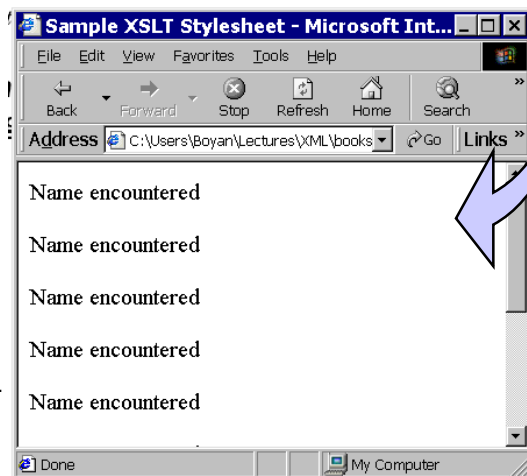 Sample XSLT Stylesheet - Microsoft Int...
File Edit View Favorites Tools Help
Back Forward Stop Refresh Home Search »
Address C:\Users\Boyan\Lectures\XML\books Go Links »
Name encountered
Name encountered
Name encountered
Name encountered
Name encountered
Done My Computer